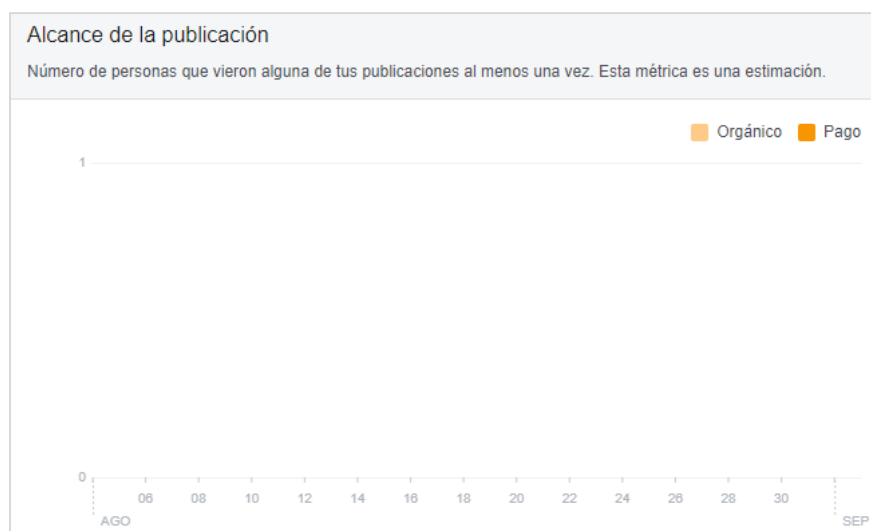 Alcance de la publicación
Número de personas que vieron alguna de tus publicaciones al menos una vez. Esta métrica es una estimación.
Orgánico Pago
1
0
06 08 10 12 14 16 18 20 22 24 26 28 30
AGO SEP